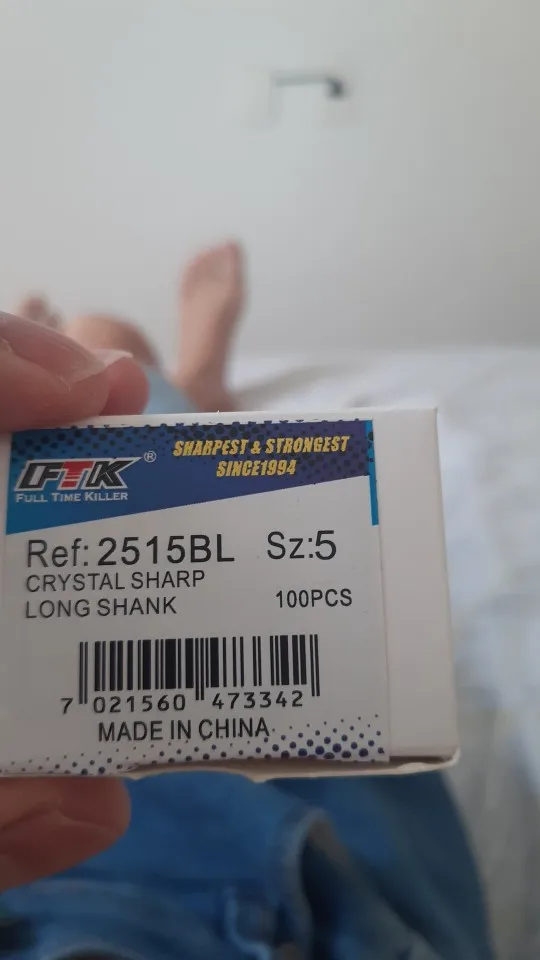 FTK®
FULL TIME KILLER
SHARPEST & STRONGEST
SINCE1994
Ref: 2515BL Sz:5
CRYSTAL SHARP
LONG SHANK 100PCS
7 021560 473342
MADE IN CHINA